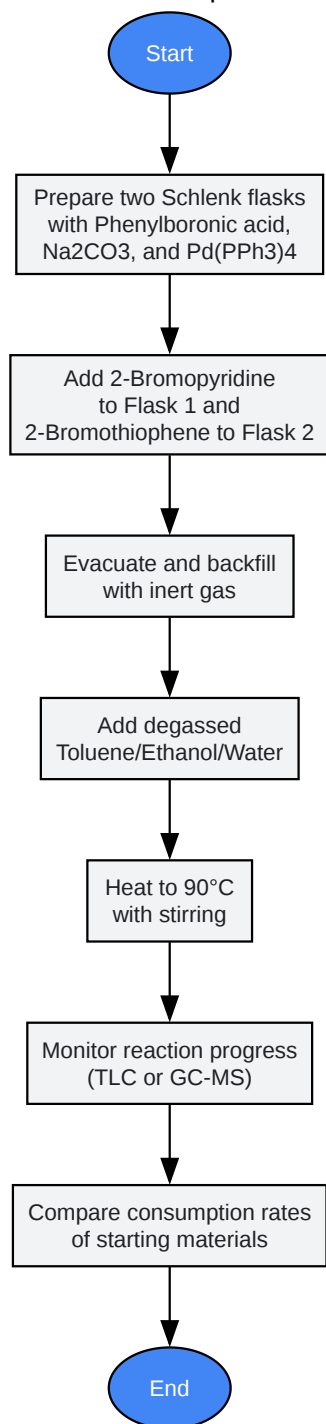 Start
Prepare two Schlenk flasks
with Phenylboronic acid,
Na2CO3, and Pd(PPh3)4
Add 2-Bromopyridine
to Flask 1 and
2-Bromothiophene to Flask 2
Evacuate and backfill
with inert gas
Add degassed
Toluene/Ethanol/Water
Heat to 90°C
with stirring
Monitor reaction progress
(TLC or GC-MS)
Compare consumption rates
of starting materials
End